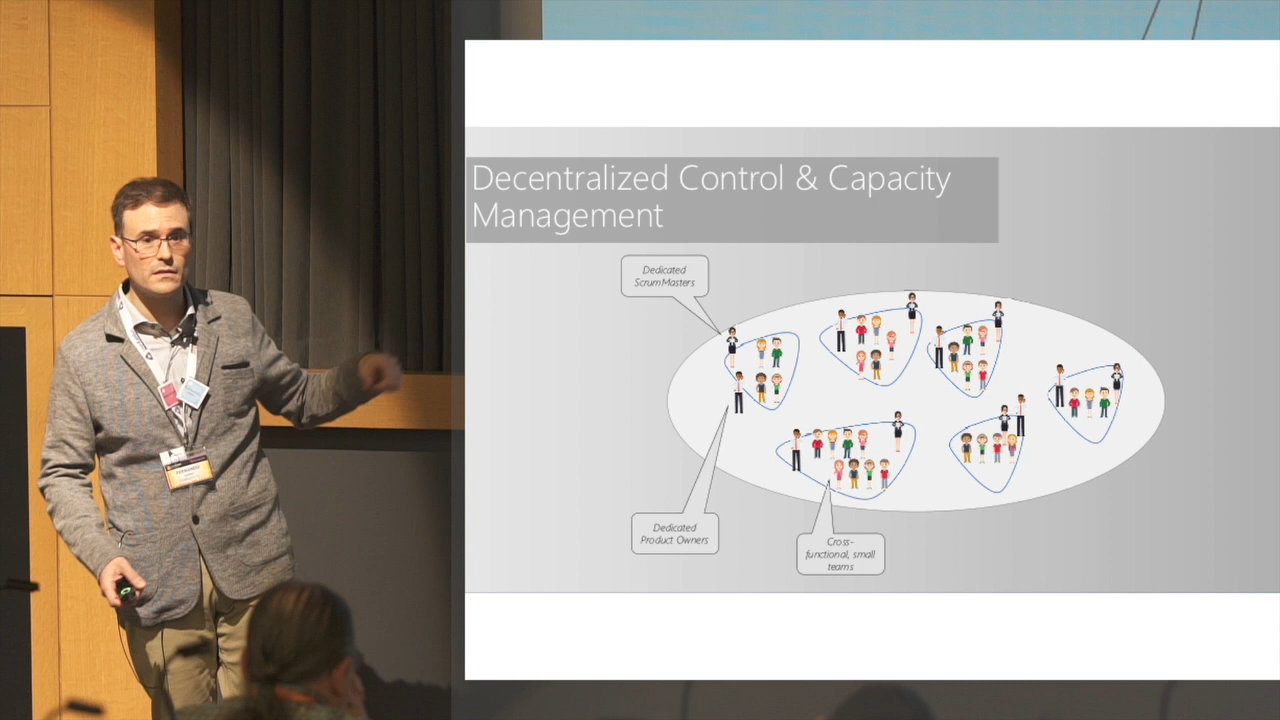 Decentralized Control & Capacity
Management
Dedicated
ScrumMasters
Dedicated
Product Owners
Cross-
functional, small
teams